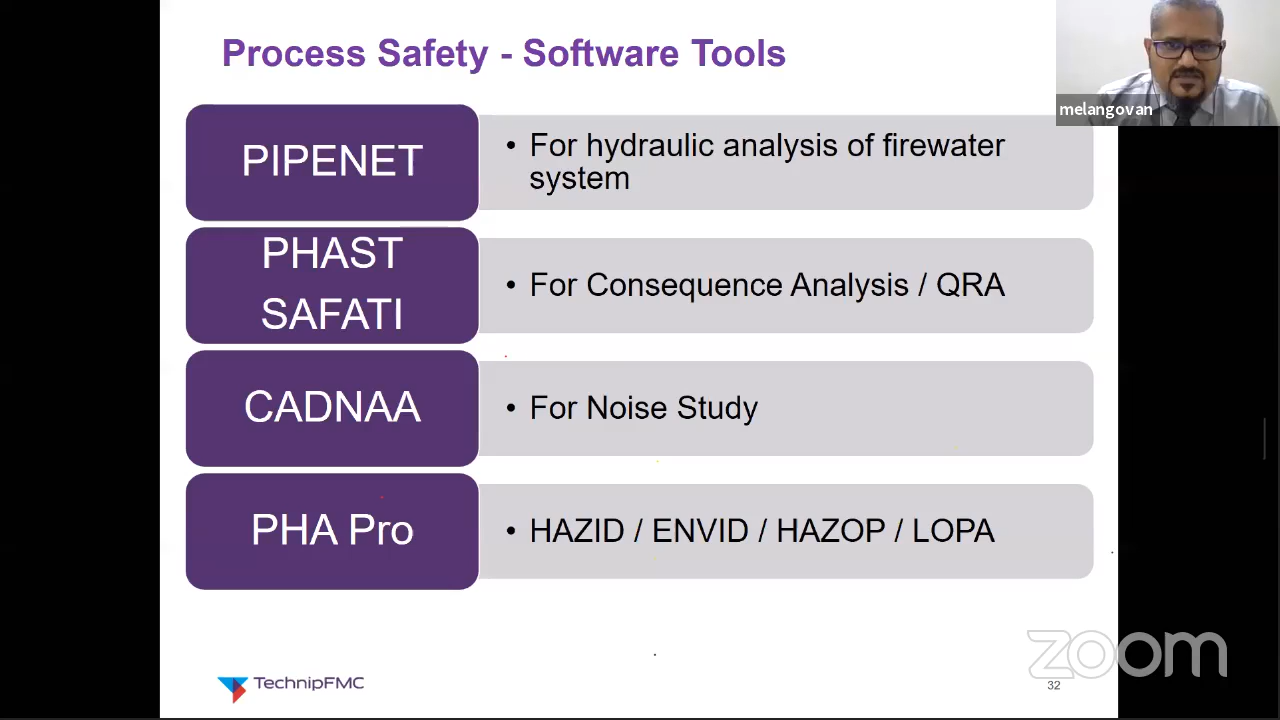 Process Safety - Software Tools
melangovan
PIPENET
• For hydraulic analysis of firewater
system
PHAST
SAFATI
• For Consequence Analysis / QRA
CADNAA
• For Noise Study
PHA Pro
• HAZID / ENVID / HAZOP / LOPA
TechnipFMC
zoom
32